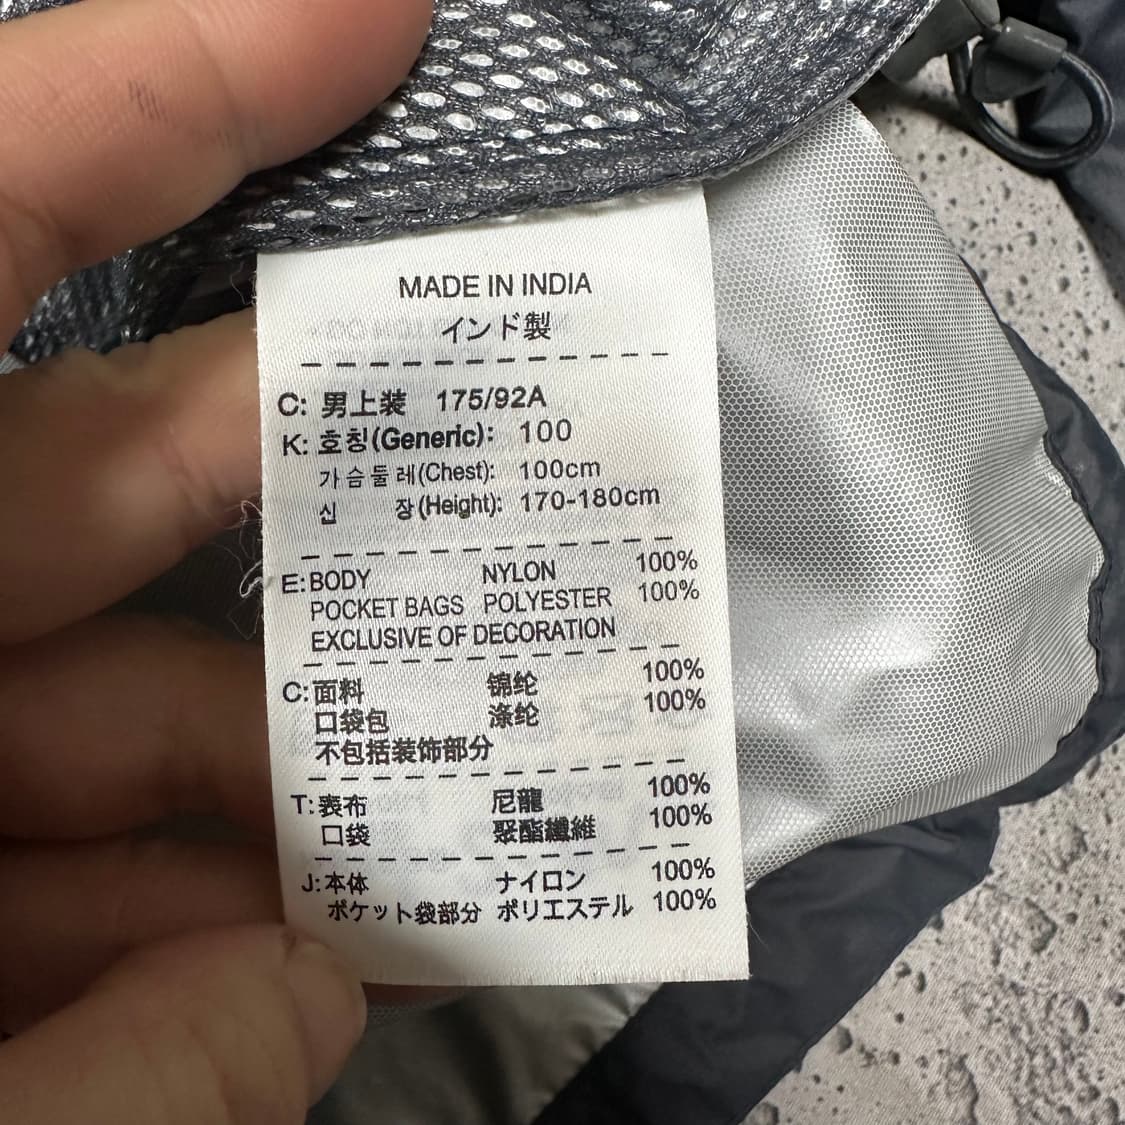 MADE IN INDIA
インド製
C: 男上装 175/92A
K: 호칭(Generic): 100
가슴둘레(Chest): 100cm
신 장(Height): 170-180cm
E: BODY NYLON 100%
POCKET BAGS POLYESTER 100%
EXCLUSIVE OF DECORATION
C: 面料 锦纶 100%
口袋包 涤纶 100%
不包括装饰部分
T: 表布 尼龍 100%
口袋 聚酯纖維 100%
J: 本体 ナイロン 100%
ポケット袋部分 ポリエステル 100%